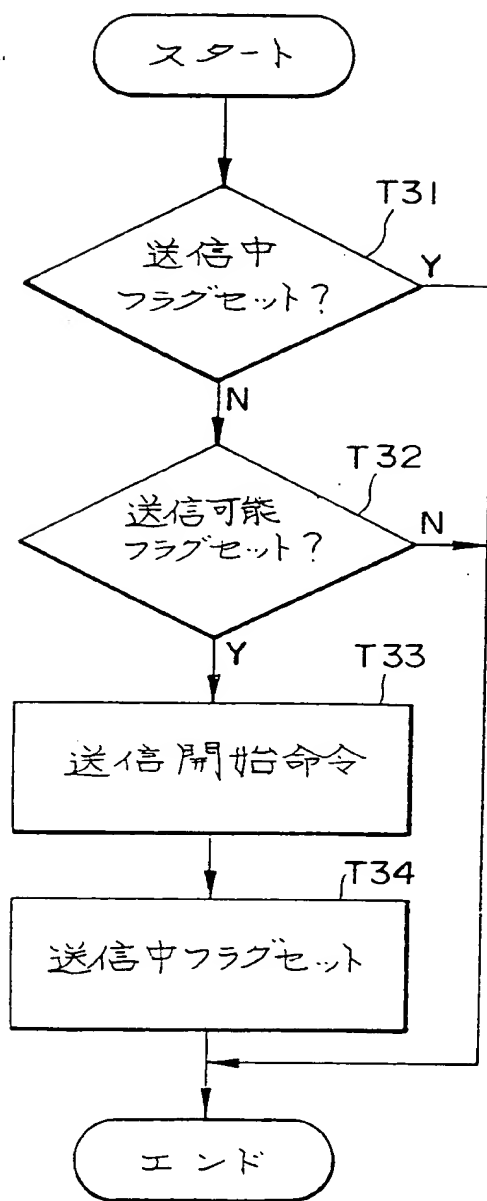 スタート
T31
送信中
フラグセット?
Y
N
T32
送信可能
フラグセット?
N
Y
T33
送信開始命令
T34
送信中フラグセット
エンド